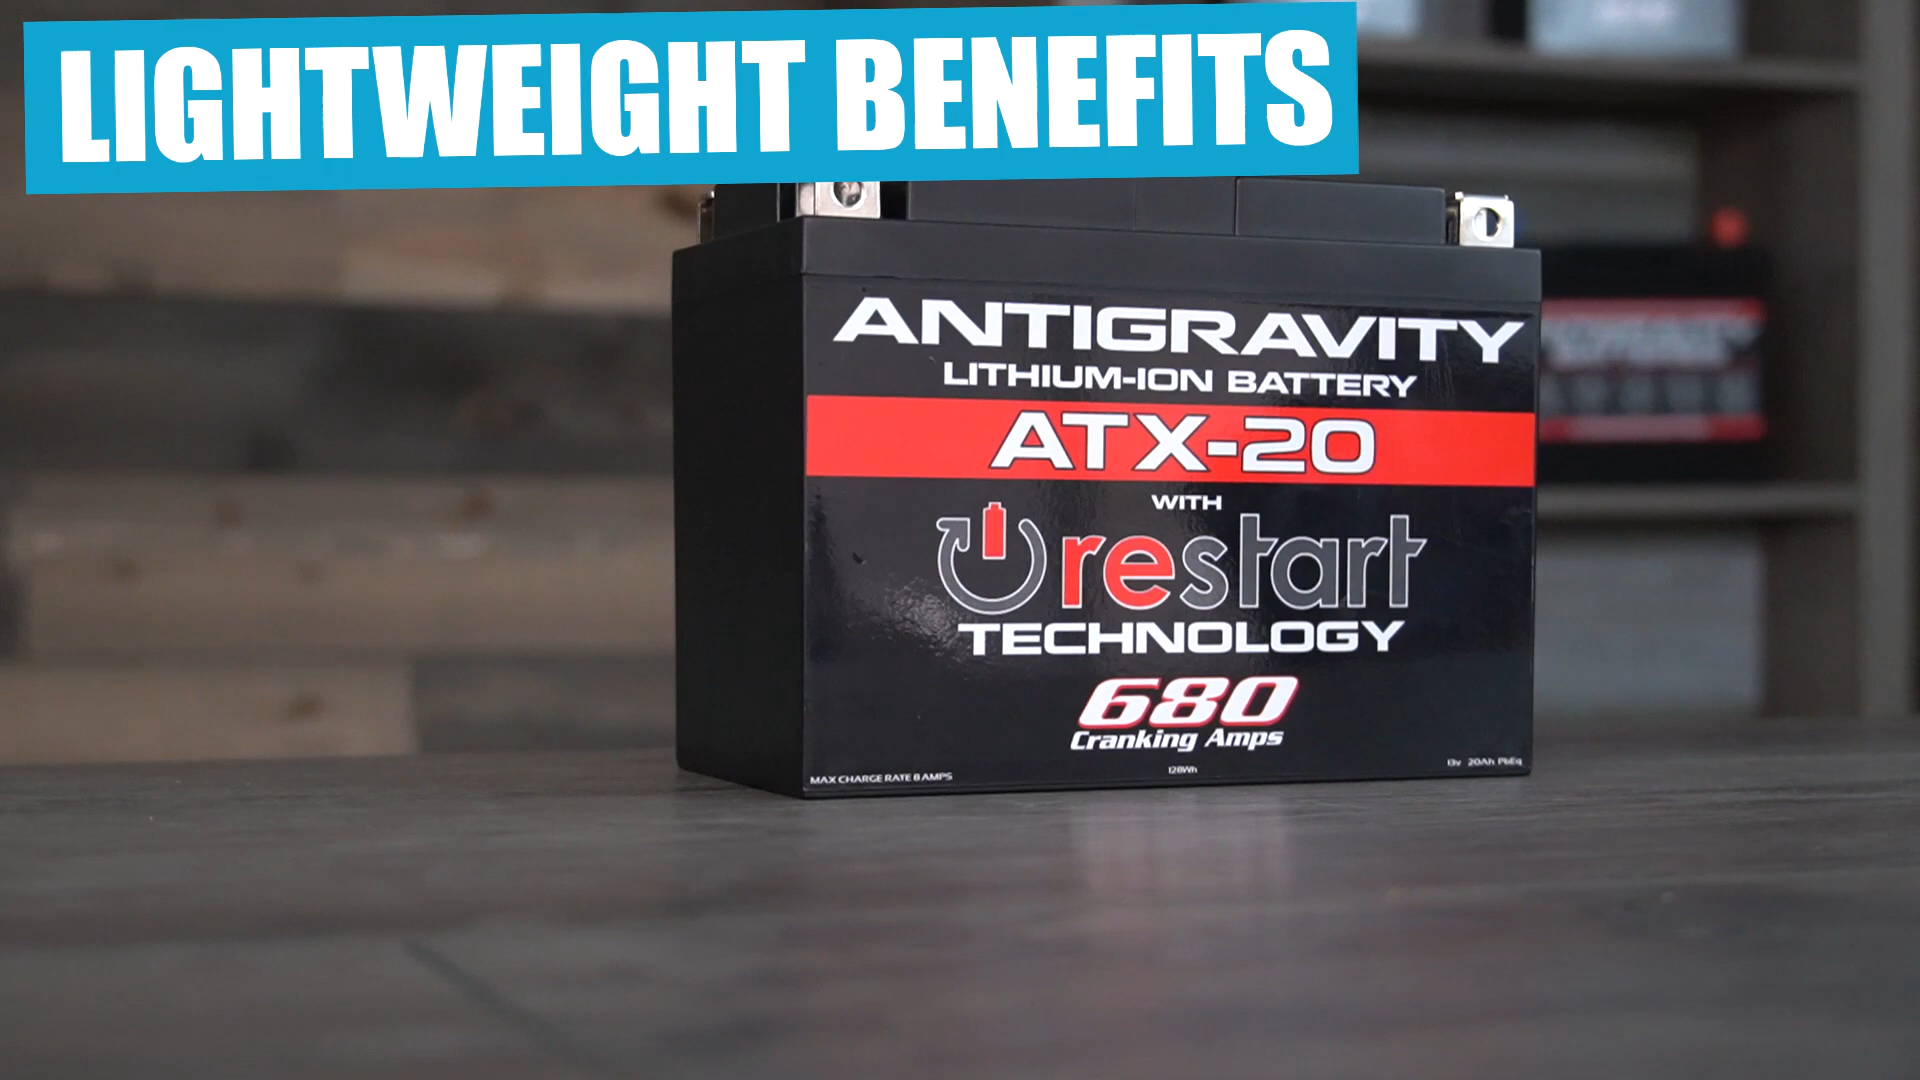 LIGHTWEIGHT BENEFITS
ANTIGRAVITY
LITHIUM-ION BATTERY
ATX-20
WITH
restart
TECHNOLOGY
680
Cranking Amps
MAX CHARGE RATE 8 AMPS
128Wh
13v 20Ah PbEq